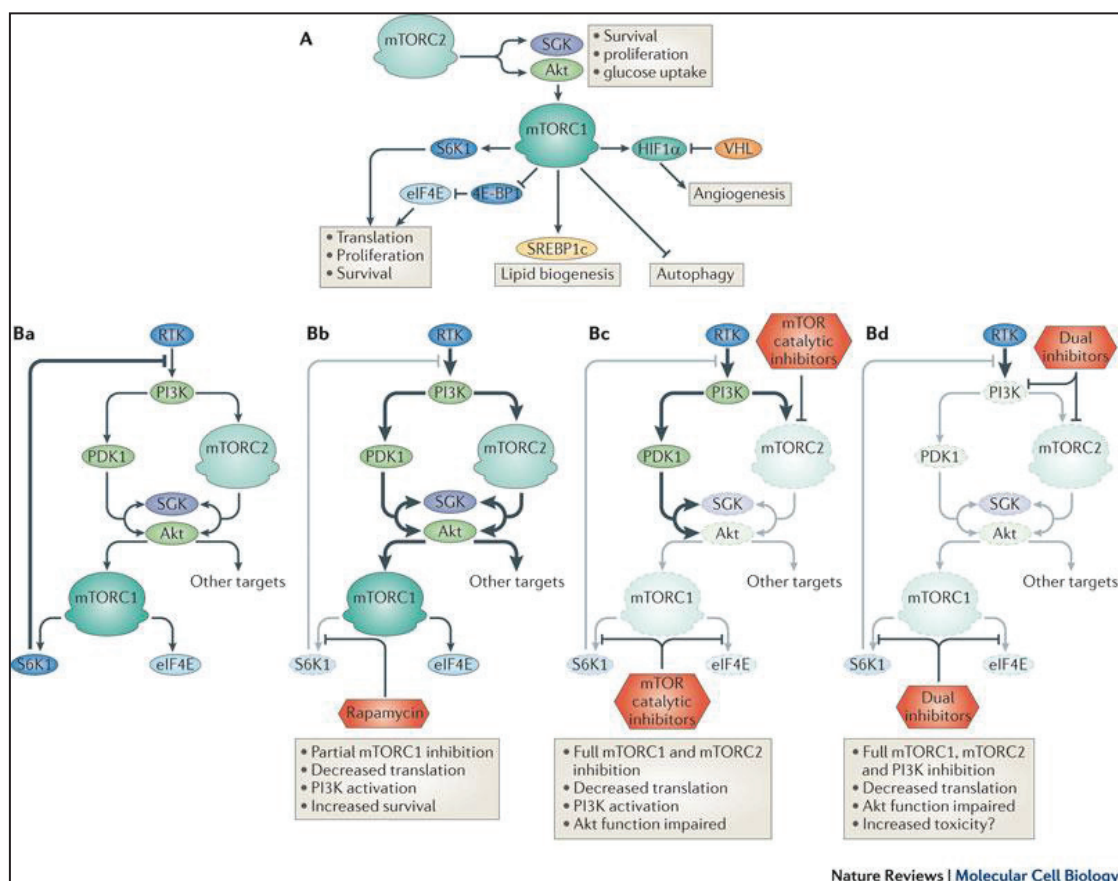 A
mTORC2
SGK
Akt
• Survival
• proliferation
• glucose uptake
mTORC1
S6K1
HIF1α
VHL
eIF4E
4E-BP1
Angiogenesis
• Translation
• Proliferation
• Survival
SREBP1c
Lipid biogenesis
Autophagy
Ba
RTK
PI3K
PDK1
mTORC2
SGK
Akt
Other targets
mTORC1
S6K1
eIF4E
Bb
RTK
PI3K
PDK1
mTORC2
SGK
Akt
Other targets
mTORC1
S6K1
eIF4E
Rapamycin
• Partial mTORC1 inhibition
• Decreased translation
• PI3K activation
• Increased survival
Bc
RTK
mTOR
catalytic
inhibitors
PI3K
mTORC2
PDK1
SGK
Akt
Other targets
mTORC1
S6K1
eIF4E
mTOR
catalytic
inhibitors
• Full mTORC1 and mTORC2
inhibition
• Decreased translation
• PI3K activation
• Akt function impaired
Bd
RTK
Dual
inhibitors
PI3K
mTORC2
PDK1
SGK
Akt
Other targets
mTORC1
S6K1
eIF4E
Dual
inhibitors
• Full mTORC1, mTORC2
and PI3K inhibition
• Decreased translation
• Akt function impaired
• Increased toxicity?
Nature Reviews | Molecular Cell Biology